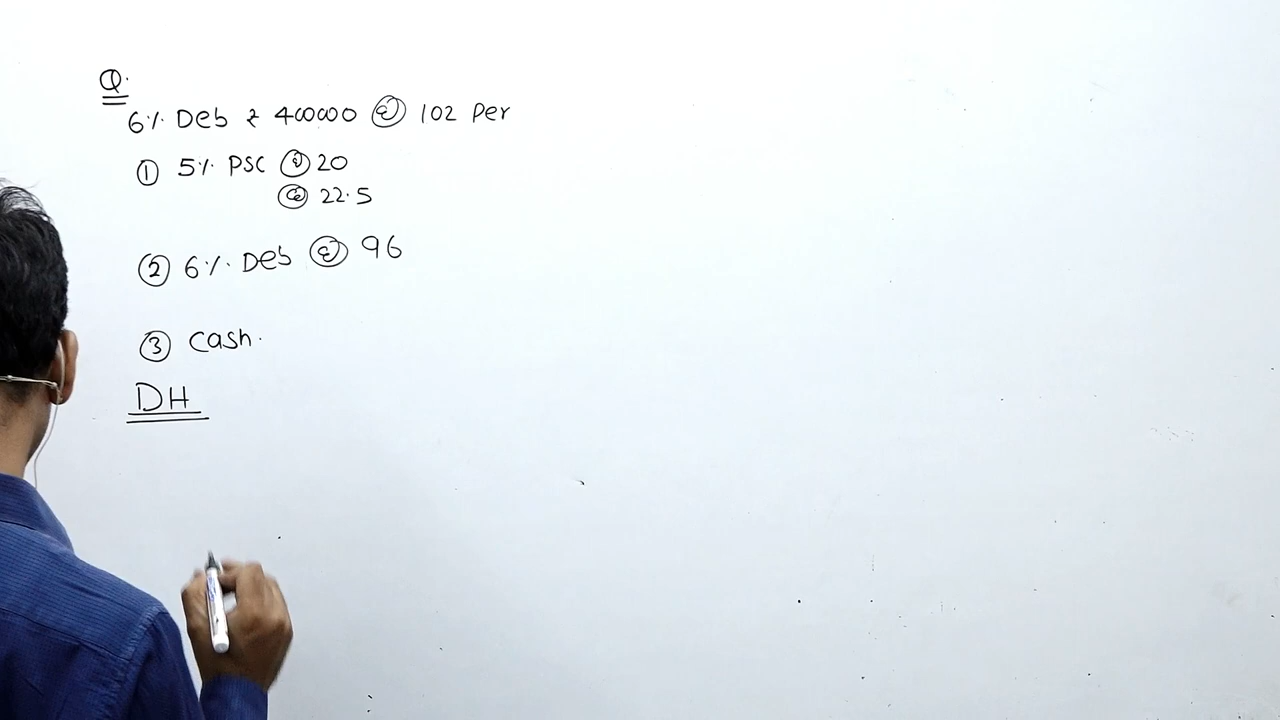 Q.
6% Deb ₹ 400000 @ 102 Per
① 5% PSC @ 20
@ 22.5
② 6% Deb @ 96
③ Cash.
DH